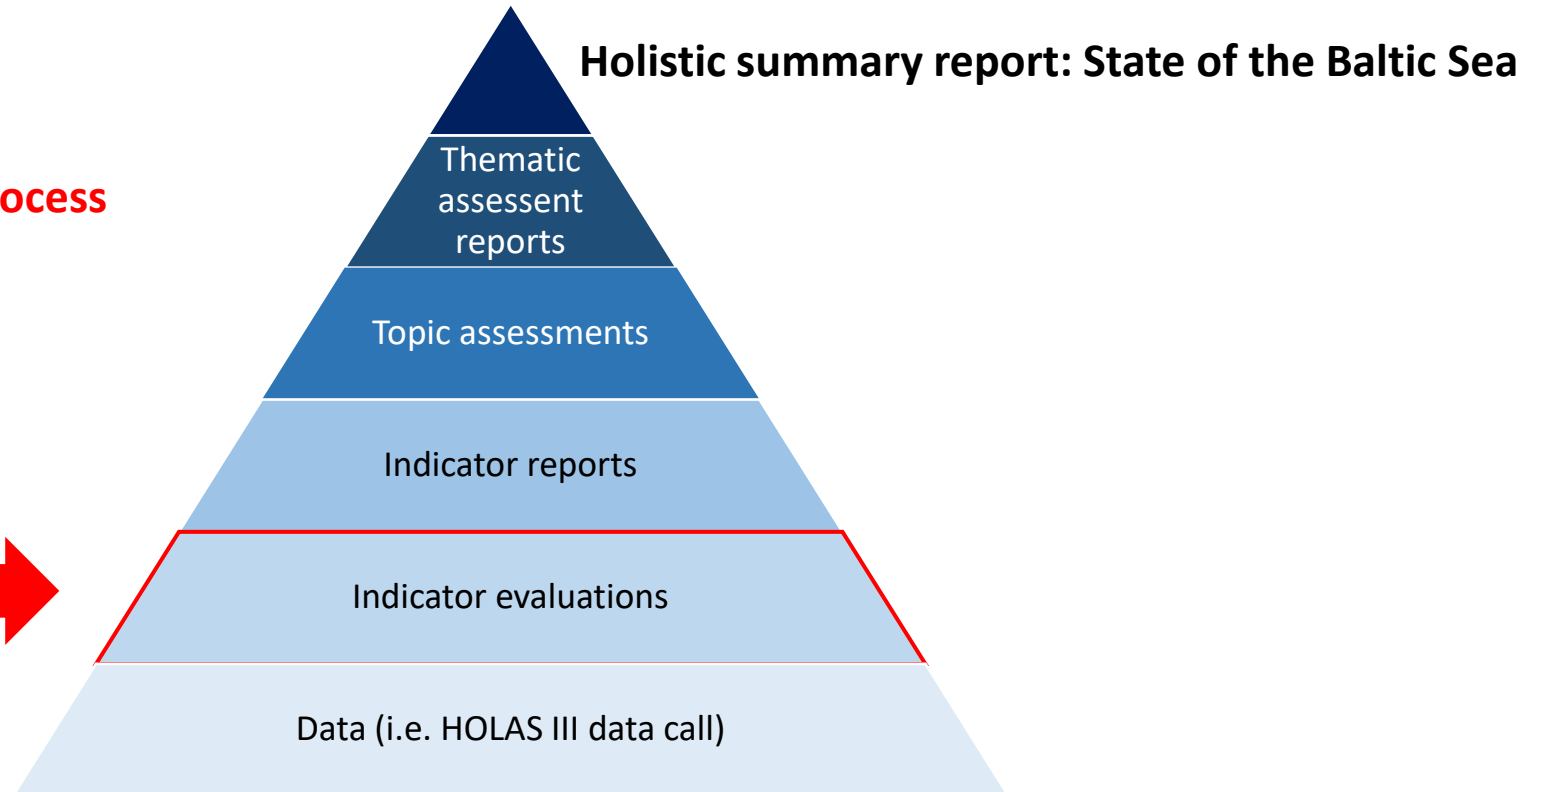 Holistic summary report: State of the Baltic Sea
Thematic
assessent
reports
ocess
Topic assessments
Indicator reports
Indicator evaluations
Data (i.e. HOLAS III data call)